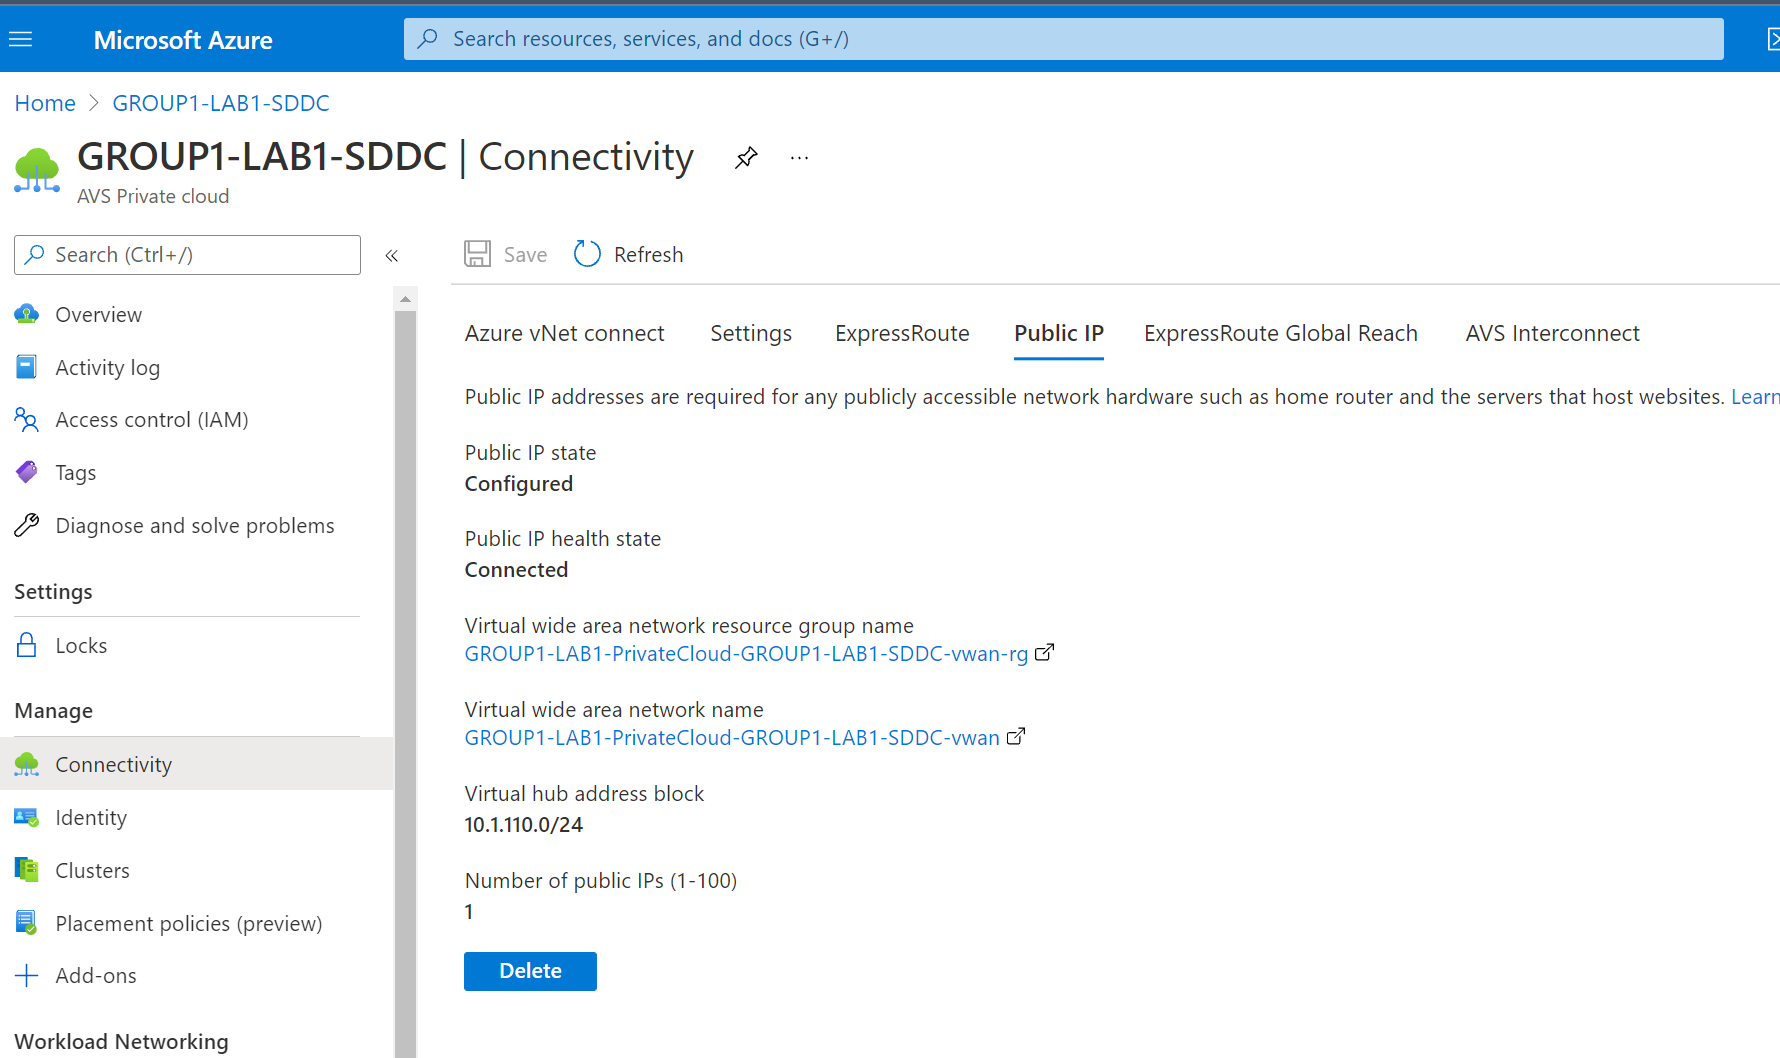 Microsoft Azure
Search resources, services, and docs (G+/)
Home > GROUP1-LAB1-SDDC
GROUP1-LAB1-SDDC | Connectivity
AVS Private cloud
Search (Ctrl+/)
Save
Refresh
Overview
Activity log
Access control (IAM)
Tags
Diagnose and solve problems
Settings
Locks
Manage
Connectivity
Identity
Clusters
Placement policies (preview)
Add-ons
Workload Networking
Azure vNet connect
Settings
ExpressRoute
Public IP
ExpressRoute Global Reach
AVS Interconnect
Public IP addresses are required for any publicly accessible network hardware such as home router and the servers that host websites. Learn
Public IP state
Configured
Public IP health state
Connected
Virtual wide area network resource group name
GROUP1-LAB1-PrivateCloud-GROUP1-LAB1-SDDC-vwan-rg
Virtual wide area network name
GROUP1-LAB1-PrivateCloud-GROUP1-LAB1-SDDC-vwan
Virtual hub address block
10.1.110.0/24
Number of public IPs (1-100)
1
Delete